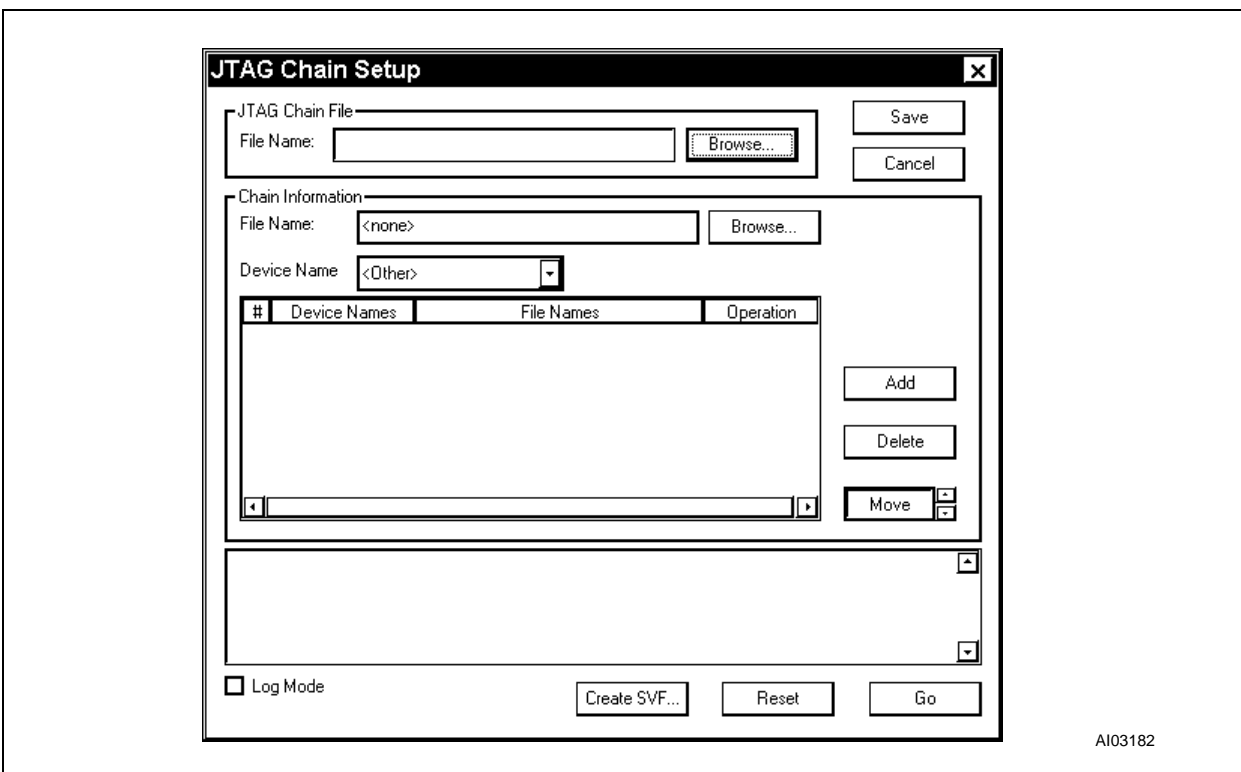 JTAG Chain Setup
JTAG Chain File
File Name:
Browse...
Save
Cancel
Chain Information
File Name:
<none>
Browse...
Device Name
<Other>
# Device Names File Names Operation
Add
Delete
Move
Log Mode
Create SVF...
Reset
Go
AI03182